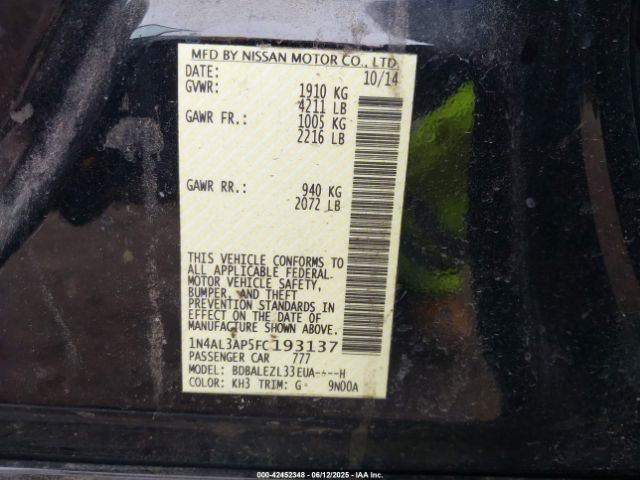 MFD BY NISSAN MOTOR CO., LTD.
DATE: 10/14
GVWR: 1910 KG
4211 LB
GAWR FR.: 1005 KG
2216 LB
GAWR RR.: 940 KG
2072 LB
THIS VEHICLE CONFORMS TO
ALL APPLICABLE FEDERAL
MOTOR VEHICLE SAFETY,
BUMPER, AND THEFT
PREVENTION STANDARDS IN
EFFECT ON THE DATE OF
MANUFACTURE SHOWN ABOVE.
1N4AL3AP5FC193137
PASSENGER CAR 777
MODEL: BDBALEZL33EUA----H
COLOR: KH3 TRIM: G 9N00A
000-42452348 - 06/12/2025 - IAA Inc.